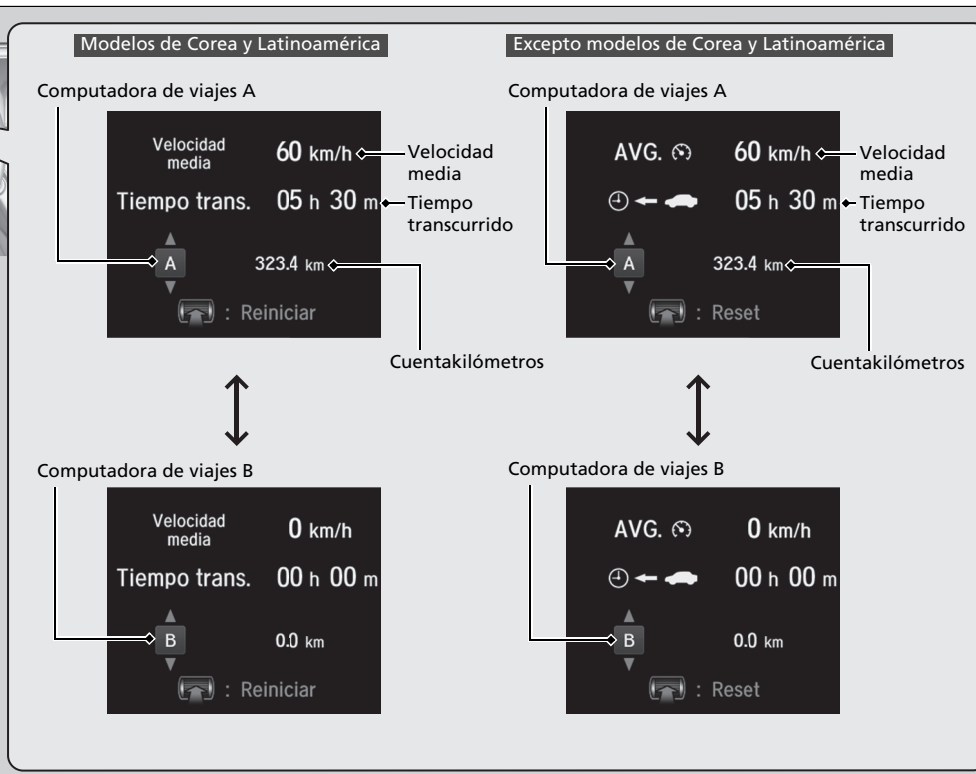 Modelos de Corea y Latinoamérica
Computadora de viajes A
Velocidad
media
60 km/h
Velocidad
media
Tiempo trans.
05 h 30 m
Tiempo
transcurrido
A
323.4 km
: Reiniciar
Cuentakilómetros
Computadora de viajes B
Velocidad
media
0 km/h
Tiempo trans.
00 h 00 m
B
0.0 km
: Reiniciar
Excepto modelos de Corea y Latinoamérica
Computadora de viajes A
AVG.
60 km/h
Velocidad
media
05 h 30 m
Tiempo
transcurrido
A
323.4 km
: Reset
Cuentakilómetros
Computadora de viajes B
AVG.
0 km/h
00 h 00 m
B
0.0 km
: Reset